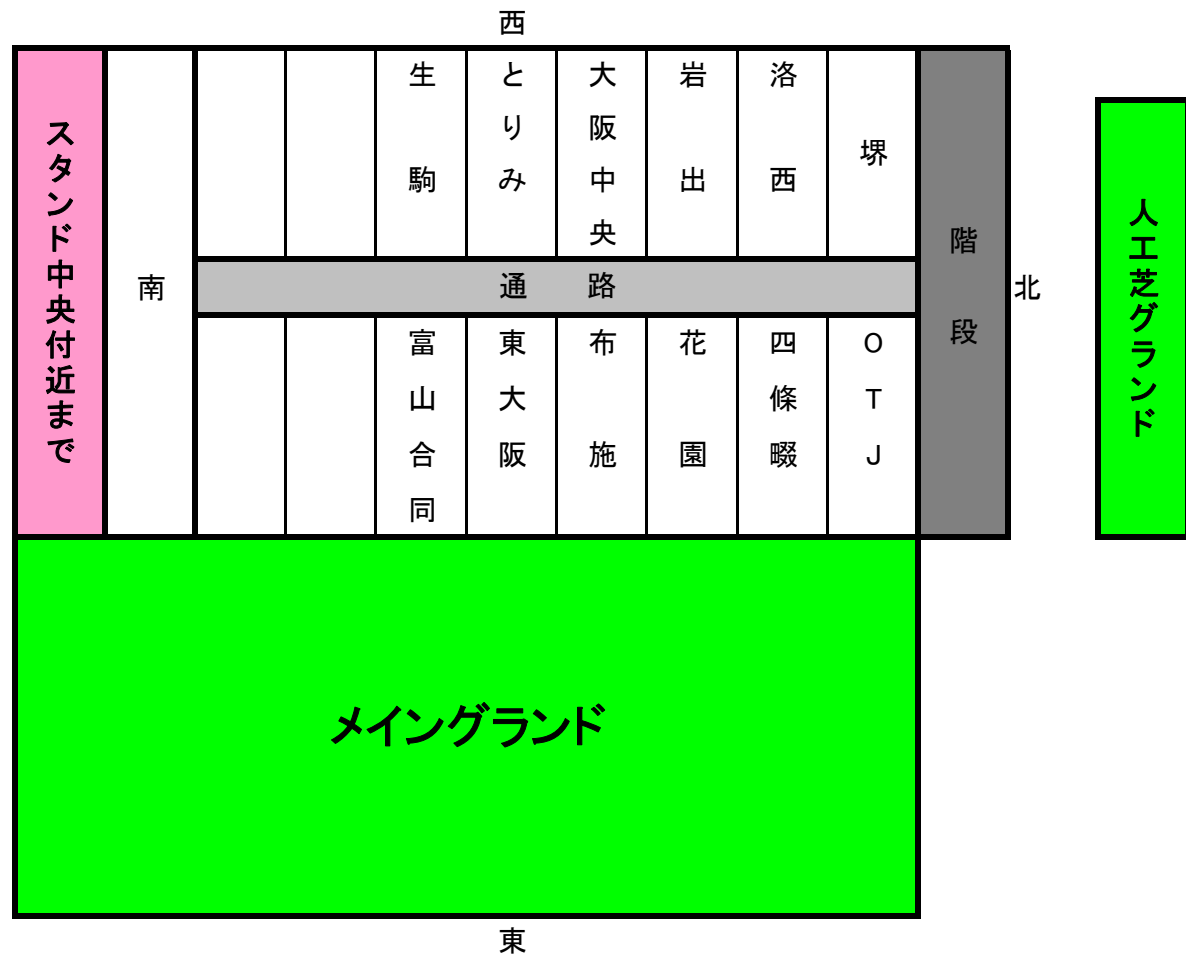 西
スタンド中央付近まで
南
生駒
とりみ
大阪中央
岩出
洛西
堺
階段
北
人工芝グランド
通路
富山合同
東大阪
布施
花園
四條畷
OTJ
メイングランド
東